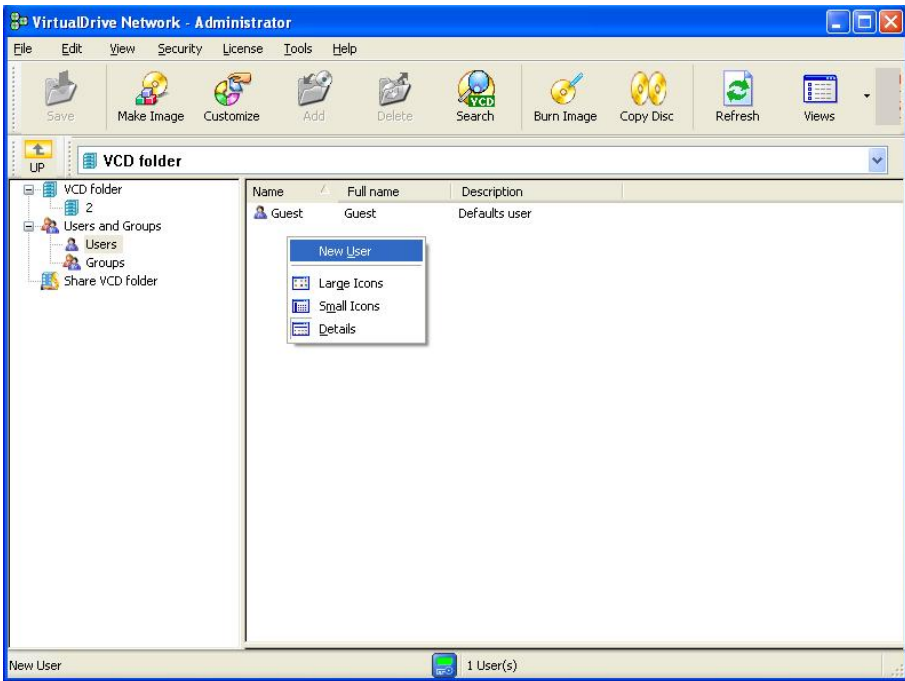 VirtualDrive Network - Administrator
File Edit View Security License Tools Help
Save Make Image Customize Add Delete Search Burn Image Copy Disc Refresh Views
VCD
UP VCD folder
VCD folder
2
Users and Groups
Users
Groups
Share VCD folder
Name Full name Description
Guest Guest Defaults user
New User
Large Icons
Small Icons
Details
New User 1 User(s)